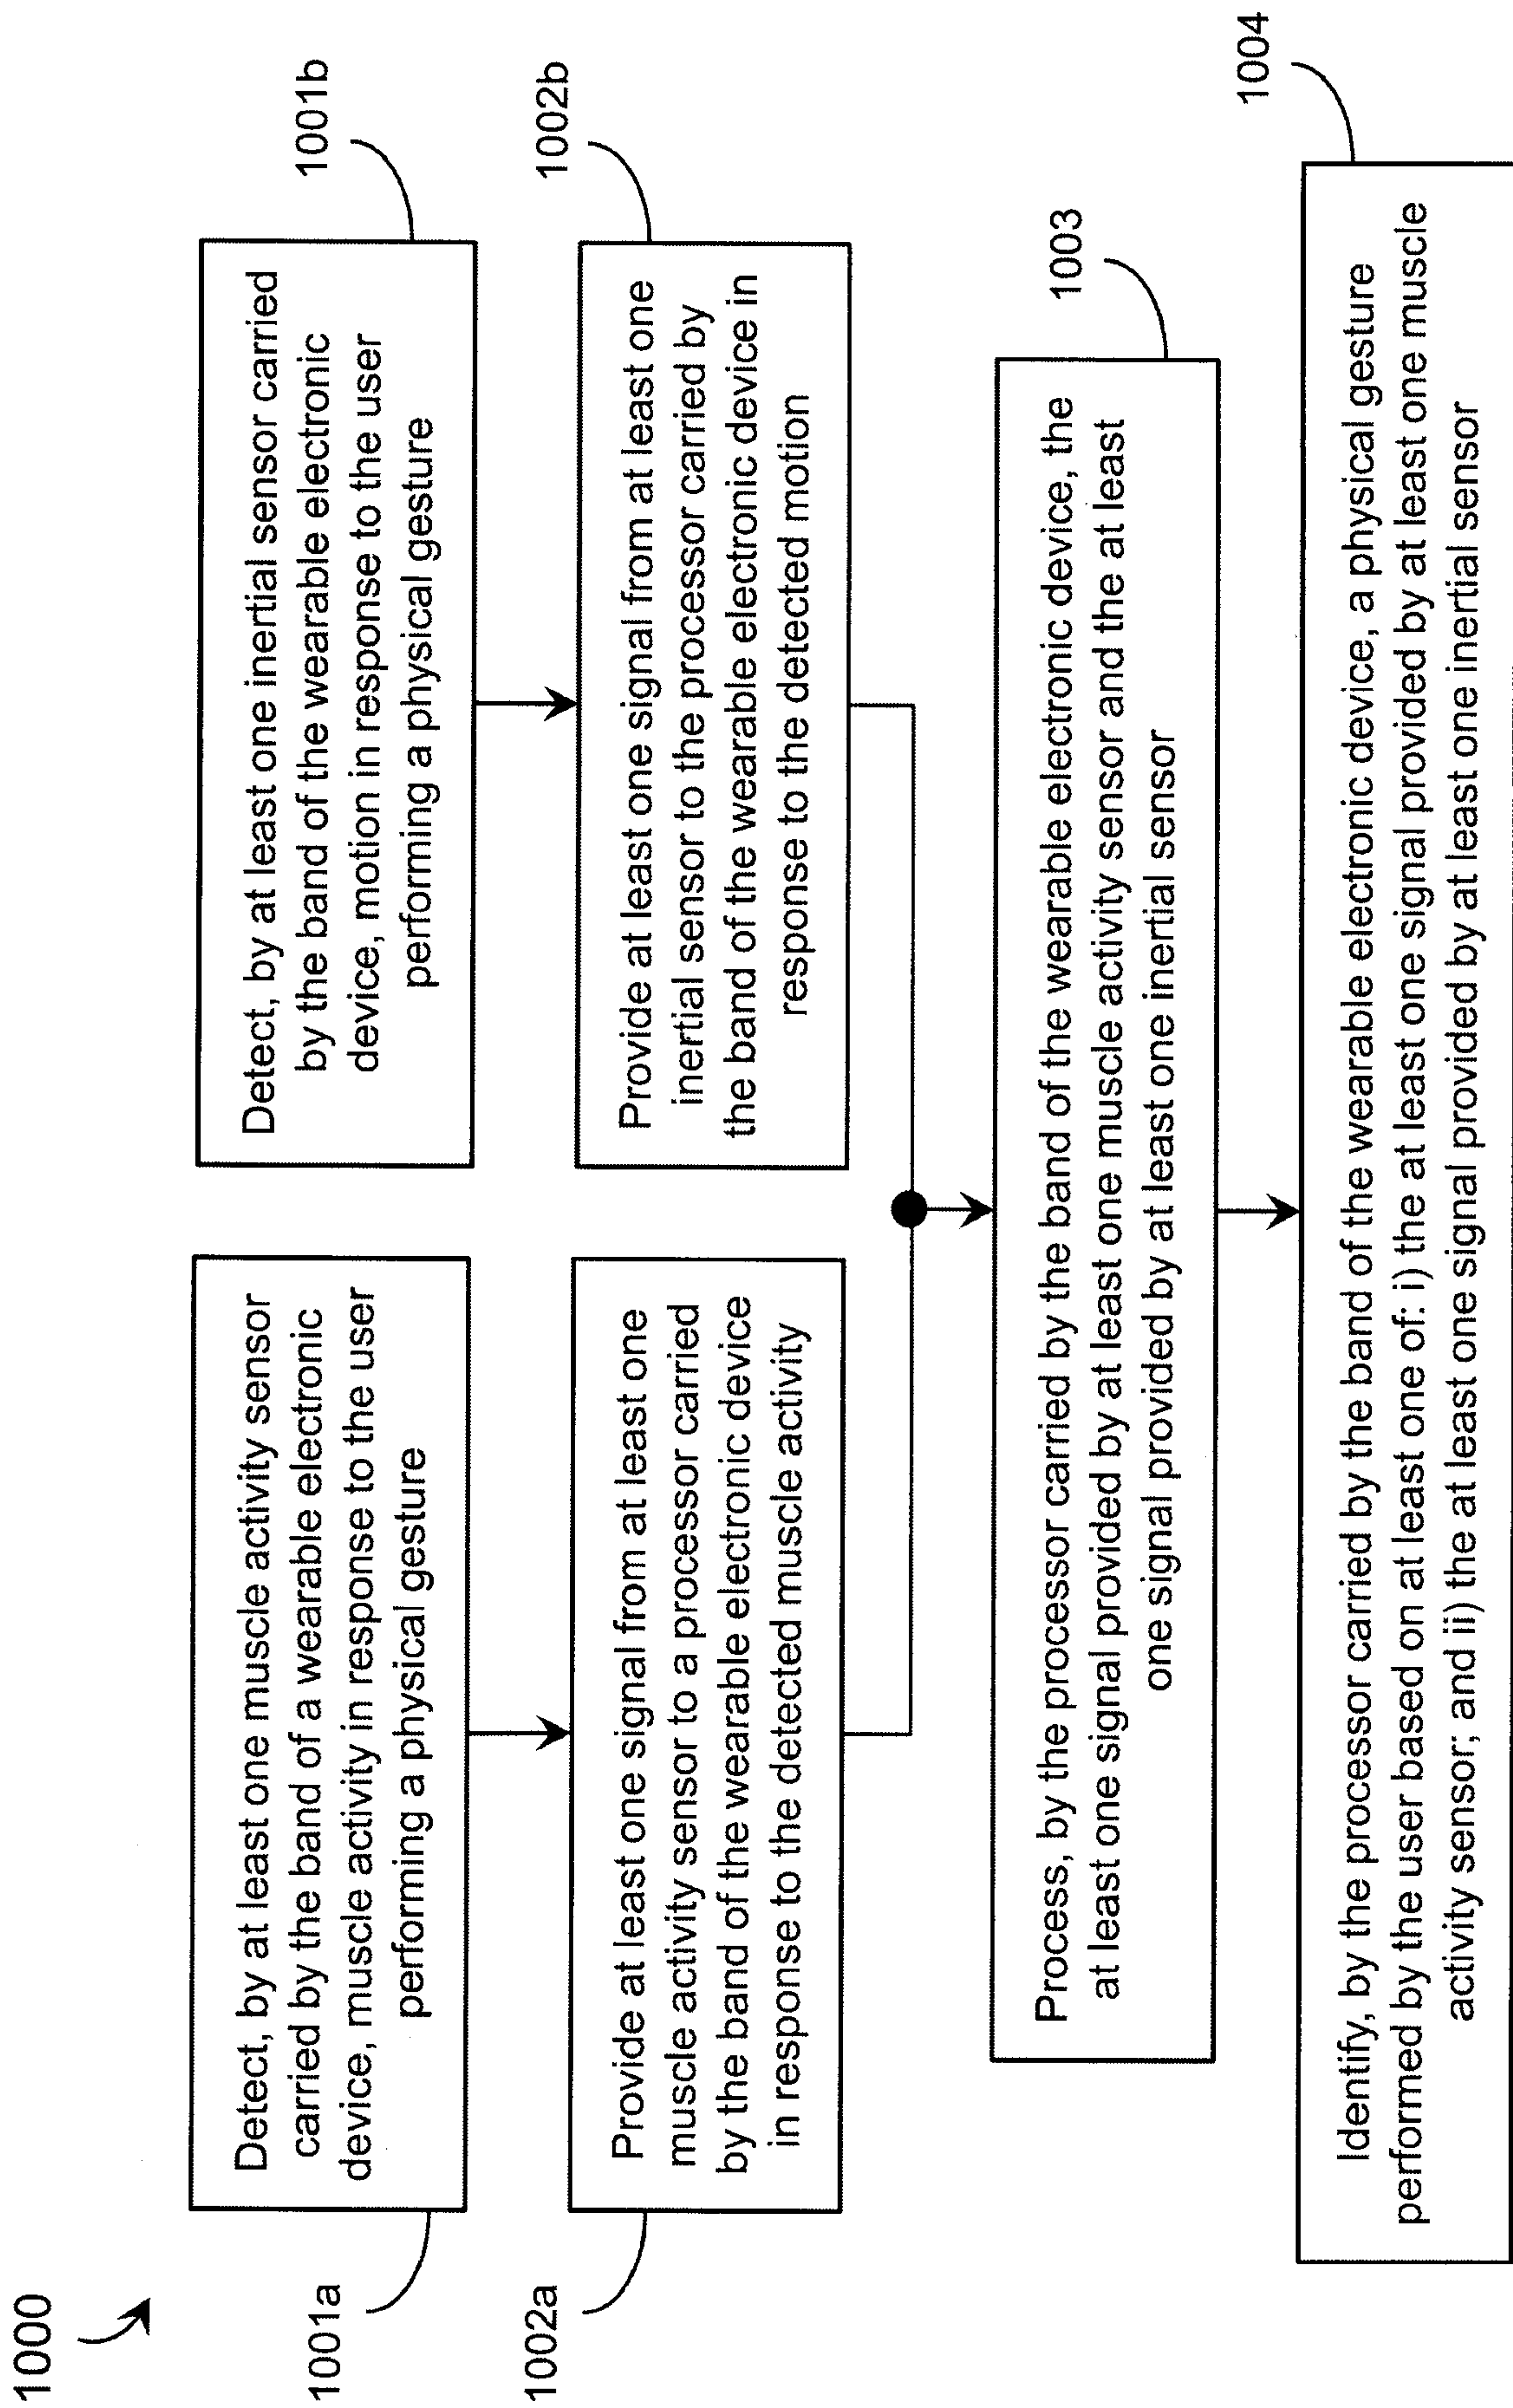 1000
1001a
Detect, by at least one muscle activity sensor
carried by the band of a wearable electronic
device, muscle activity in response to the user
performing a physical gesture
1001b
Detect, by at least one inertial sensor carried
by the band of the wearable electronic
device, motion in response to the user
performing a physical gesture
1002a
Provide at least one signal from at least one
muscle activity sensor to a processor carried
by the band of the wearable electronic device
in response to the detected muscle activity
1002b
Provide at least one signal from at least one
inertial sensor to the processor carried by
the band of the wearable electronic device in
response to the detected motion
1003
Process, by the processor carried by the band of the wearable electronic device, the
at least one signal provided by at least one muscle activity sensor and the at least
one signal provided by at least one inertial sensor
1004
Identify, by the processor carried by the band of the wearable electronic device, a physical gesture
performed by the user based on at least one of: i) the at least one signal provided by at least one muscle
activity sensor; and ii) the at least one signal provided by at least one inertial sensor